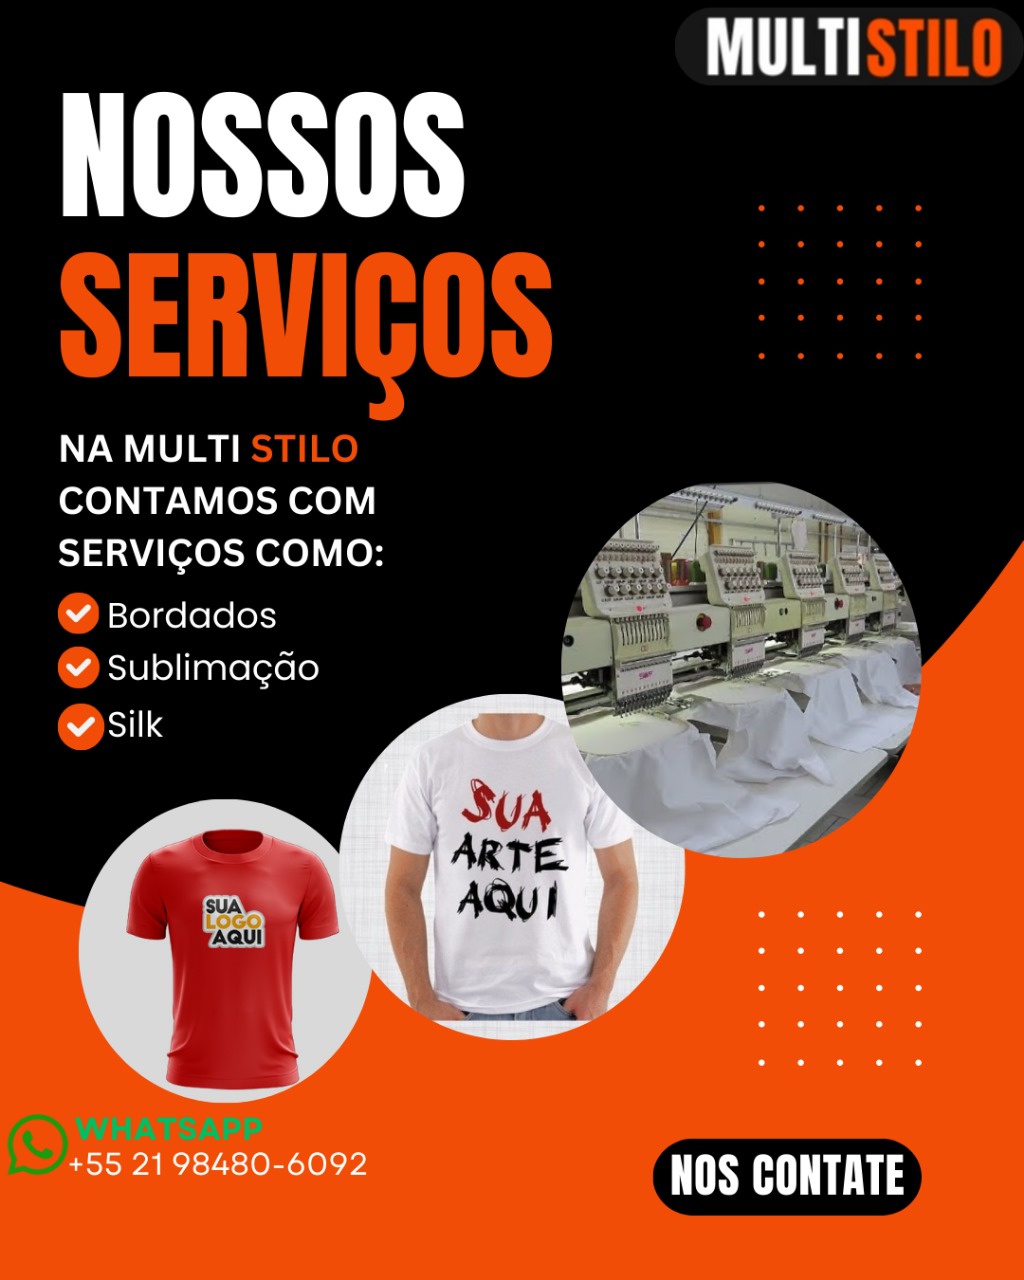 MULTISTILO
NOSSOS
SERVIÇOS
NA MULTI STILO
CONTAMOS COM
SERVIÇOS COMO:
Bordados
Sublimação
Silk
SUA
ARTE
AQUI
SUA
LOGO
AQUI
WHATSAPP
+55 21 98480-6092
NOS CONTATE